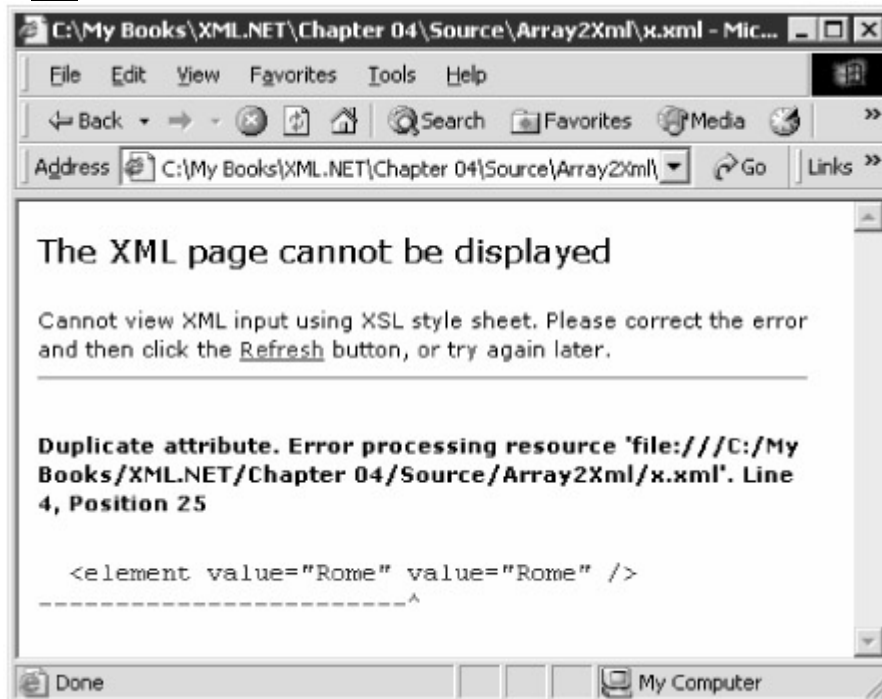 C:\My Books\XML.NET\Chapter 04\Source\Array2Xml\x.xml - Mic...
File Edit View Favorites Tools Help
Back Search Favorites Media »
Address C:\My Books\XML.NET\Chapter 04\Source\Array2Xml\ Go Links »
The XML page cannot be displayed
Cannot view XML input using XSL style sheet. Please correct the error
and then click the Refresh button, or try again later.
Duplicate attribute. Error processing resource 'file:///C:/My
Books/XML.NET/Chapter 04/Source/Array2Xml/x.xml'. Line
4, Position 25
<element value="Rome" value="Rome" />
------------------------^
Done My Computer